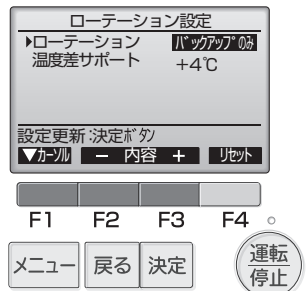 ローテーション設定
▶ローテーション バックアップのみ
温度差サポート +4℃
設定更新:決定ボタン
▼カーソル － 内容 ＋ リセット
F1 F2 F3 F4
メニュー 戻る 決定 運転
停止